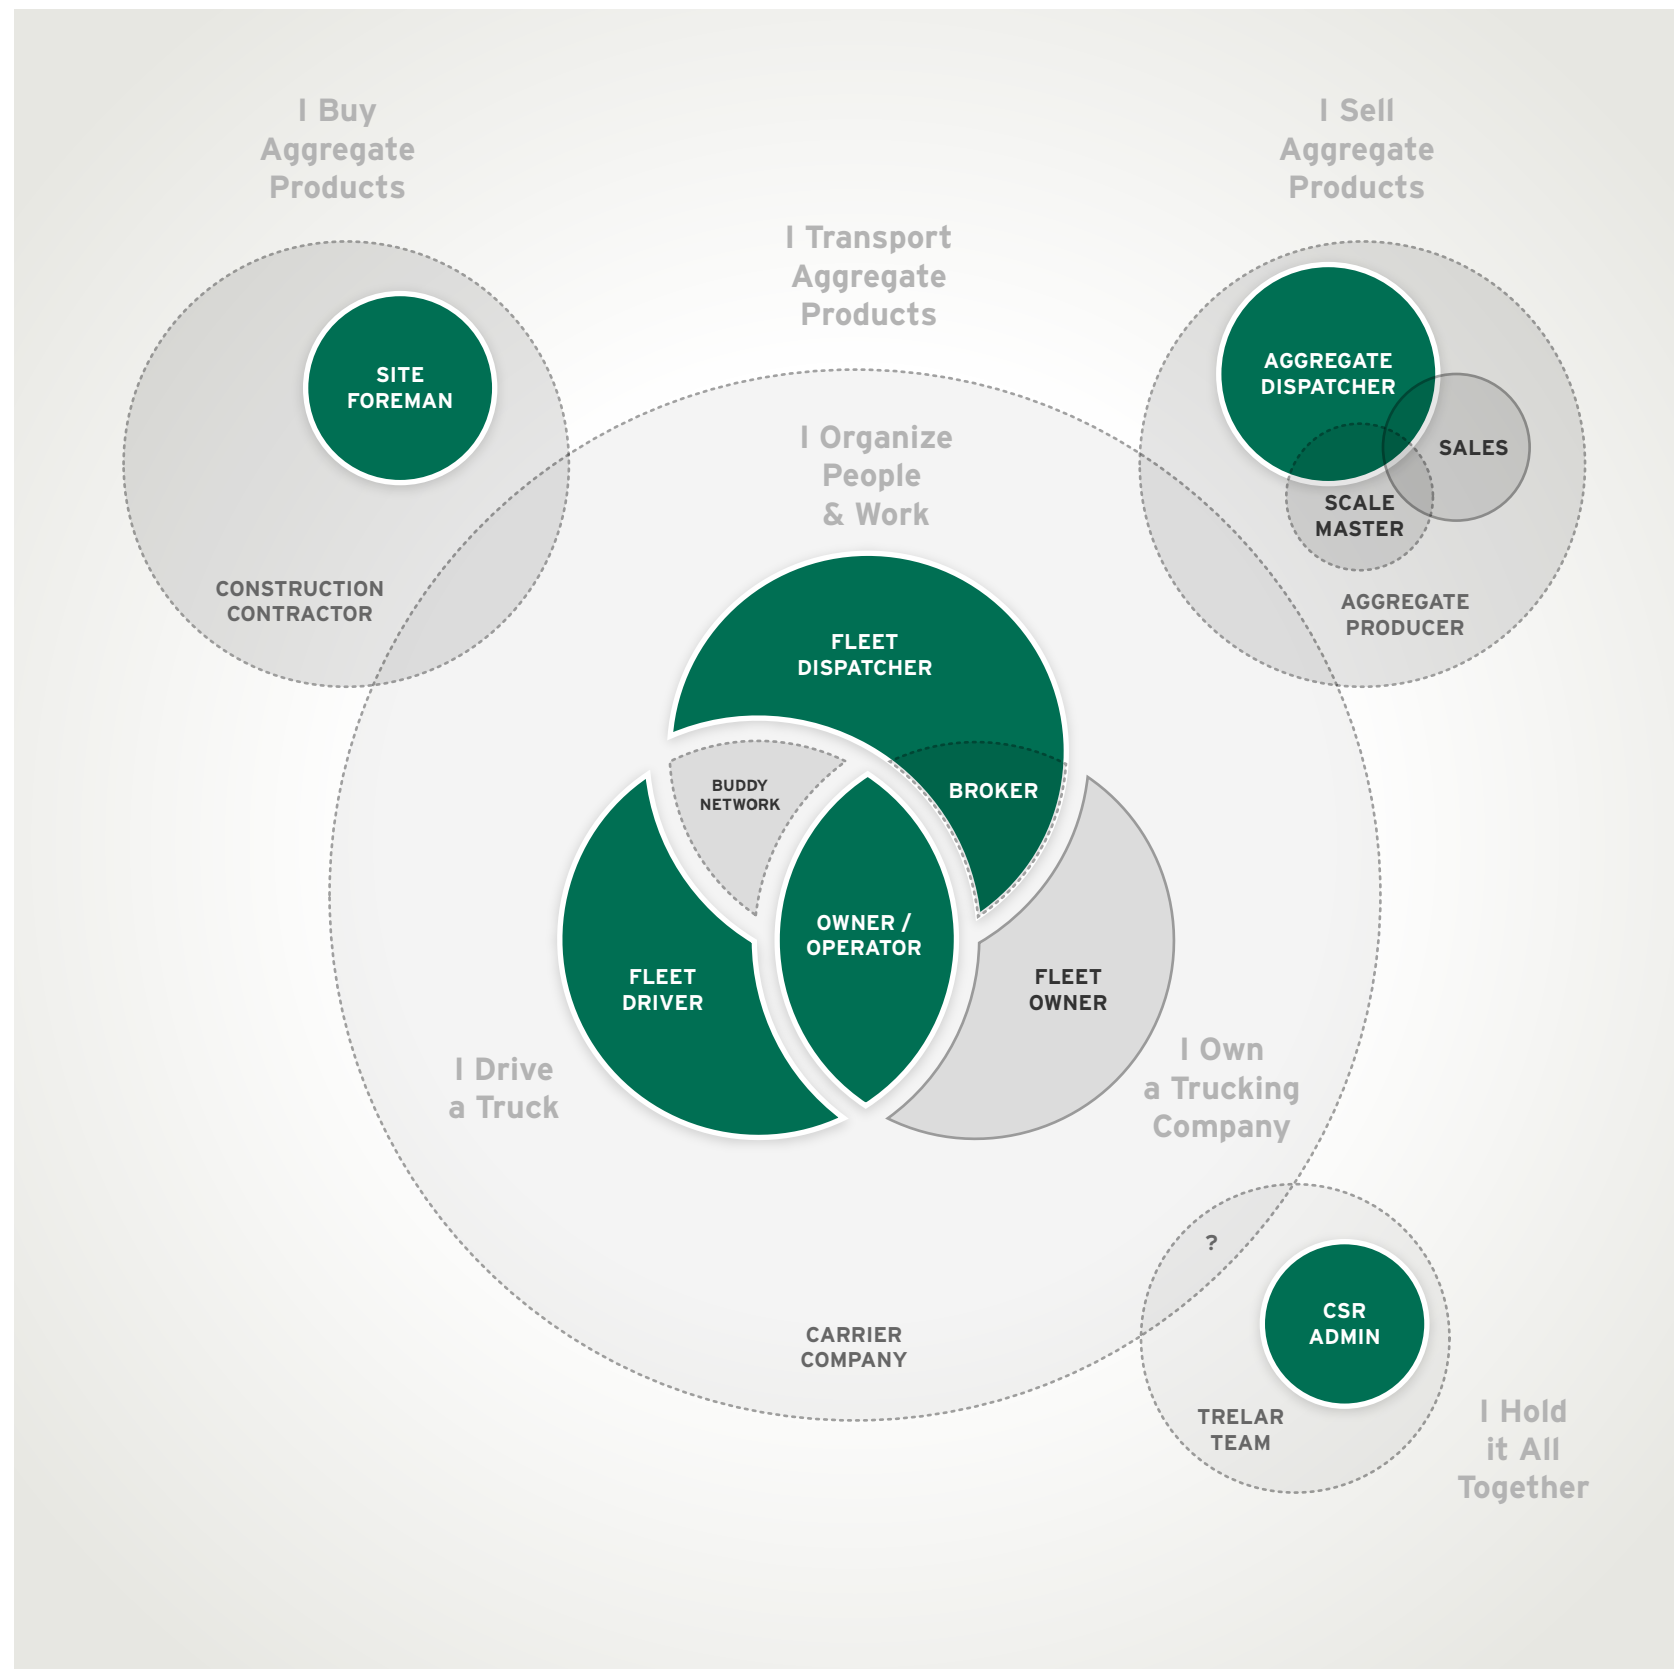 I Buy
Aggregate
Products
I Sell
Aggregate
Products
I Transport
Aggregate
Products
SITE
FOREMAN
CONSTRUCTION
CONTRACTOR
AGGREGATE
DISPATCHER
SALES
SCALE
MASTER
AGGREGATE
PRODUCER
I Organize
People
& Work
FLEET
DISPATCHER
BUDDY
NETWORK
BROKER
OWNER /
OPERATOR
FLEET
DRIVER
FLEET
OWNER
I Drive
a Truck
I Own
a Trucking
Company
CARRIER
COMPANY
?
CSR
ADMIN
TRELAR
TEAM
I Hold
it All
Together